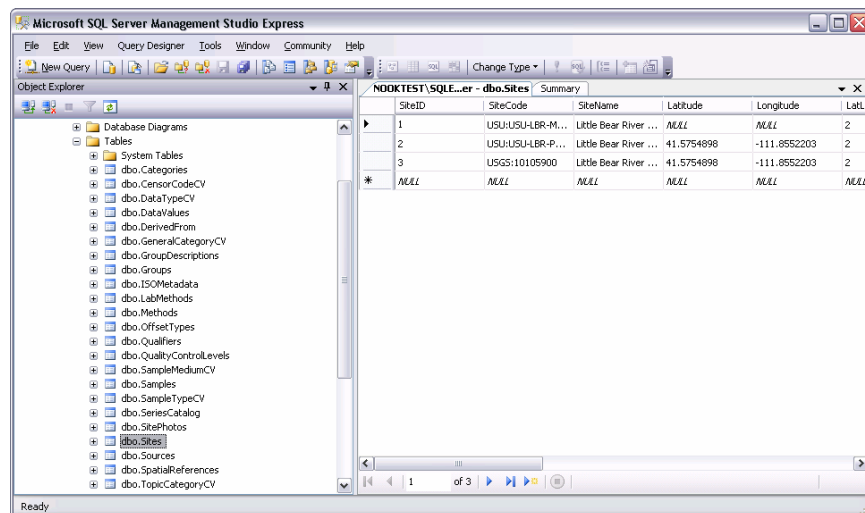 Microsoft SQL Server Management Studio Express
File Edit View Query Designer Tools Window Community Help
New Query Change Type
Object Explorer
NOOKTEST\SQLE...er - dbo.Sites Summary
Database Diagrams
Tables
System Tables
dbo.Categories
dbo.CensorCodeCV
dbo.DataTypeCV
dbo.DataValues
dbo.DerivedFrom
dbo.GeneralCategoryCV
dbo.GroupDescriptions
dbo.Groups
dbo.ISOMetadata
dbo.LabMethods
dbo.Methods
dbo.OffsetTypes
dbo.Qualifiers
dbo.QualityControlLevels
dbo.SampleMediumCV
dbo.Samples
dbo.SampleTypeCV
dbo.SeriesCatalog
dbo.SitePhotos
dbo.Sites
dbo.Sources
dbo.SpatialReferences
dbo.TopicCategoryCV
SiteID SiteCode SiteName Latitude Longitude LatL
1 USU:USU-LBR-M... Little Bear River ... NULL NULL 2
2 USU:USU-LBR-P... Little Bear River ... 41.5754898 -111.8552203 2
3 USGS:10105900 Little Bear River ... 41.5754898 -111.8552203 2
NULL NULL NULL NULL NULL NULL
1 of 3
Ready